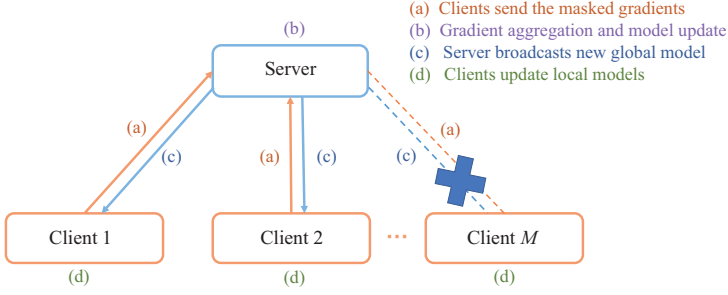 (a) Clients send the masked gradients
(b) Gradient aggregation and model update
(c) Server broadcasts new global model
(d) Clients update local models
(b)
Server
(a)
(c)
(a)
(c)
(a)
(c)
Client 1
Client 2
...
Client M
(d)
(d)
(d)